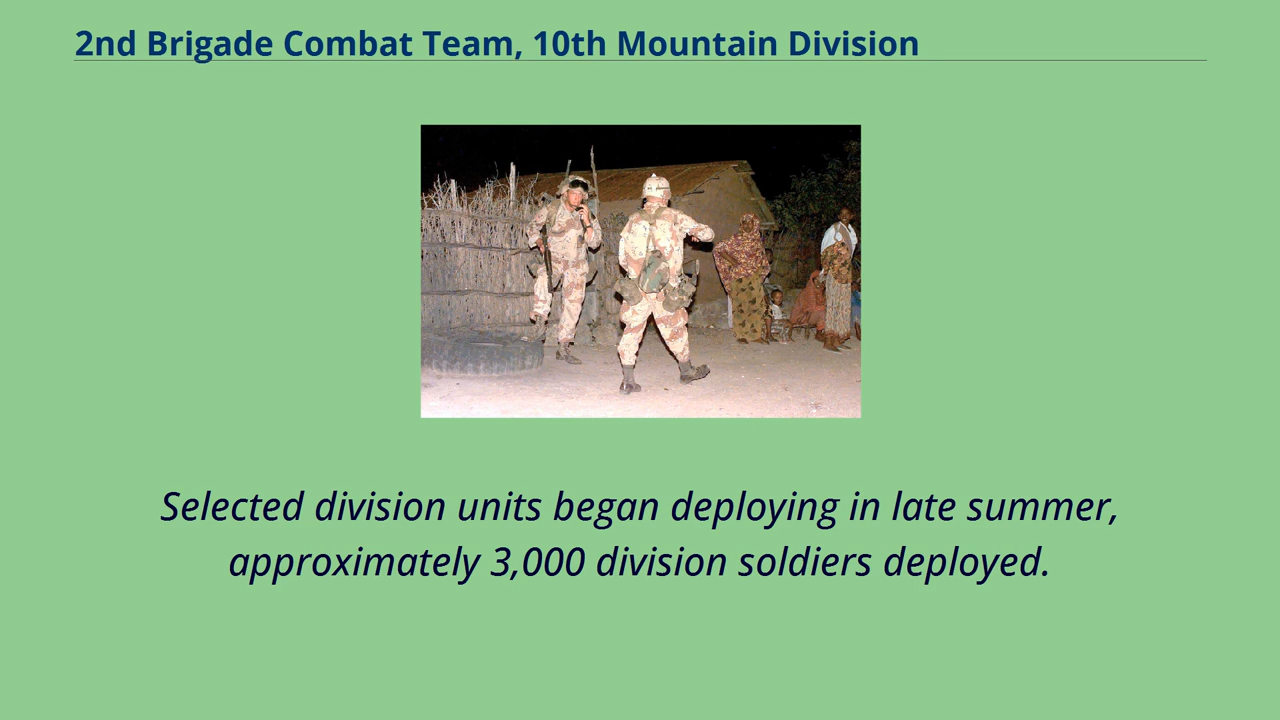 2nd Brigade Combat Team, 10th Mountain Division
Selected division units began deploying in late summer,
approximately 3,000 division soldiers deployed.